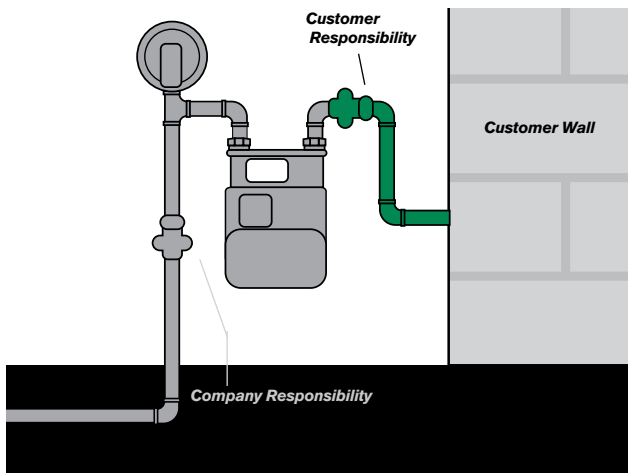 Customer
Responsibility
Customer Wall
Company Responsibility